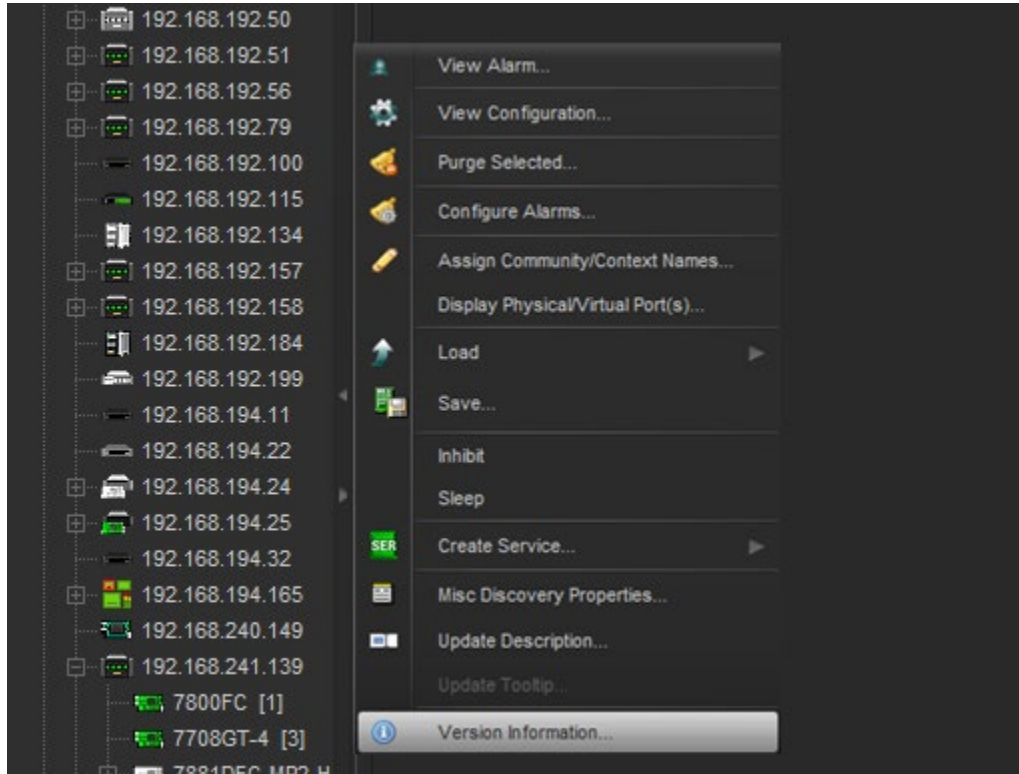 192.168.192.50
192.168.192.51
192.168.192.56
192.168.192.79
192.168.192.100
192.168.192.115
192.168.192.134
192.168.192.157
192.168.192.158
192.168.192.184
192.168.192.199
192.168.194.11
192.168.194.22
192.168.194.24
192.168.194.25
192.168.194.32
192.168.194.165
192.168.240.149
192.168.241.139
7800FC [1]
7708GT-4 [3]
View Alarm...
View Configuration...
Purge Selected...
Configure Alarms...
Assign Community/Context Names...
Display Physical/Virtual Port(s)...
Load
Save...
Inhibit
Sleep
SER Create Service...
Misc Discovery Properties...
Update Description...
Update Tooltip...
Version Information...